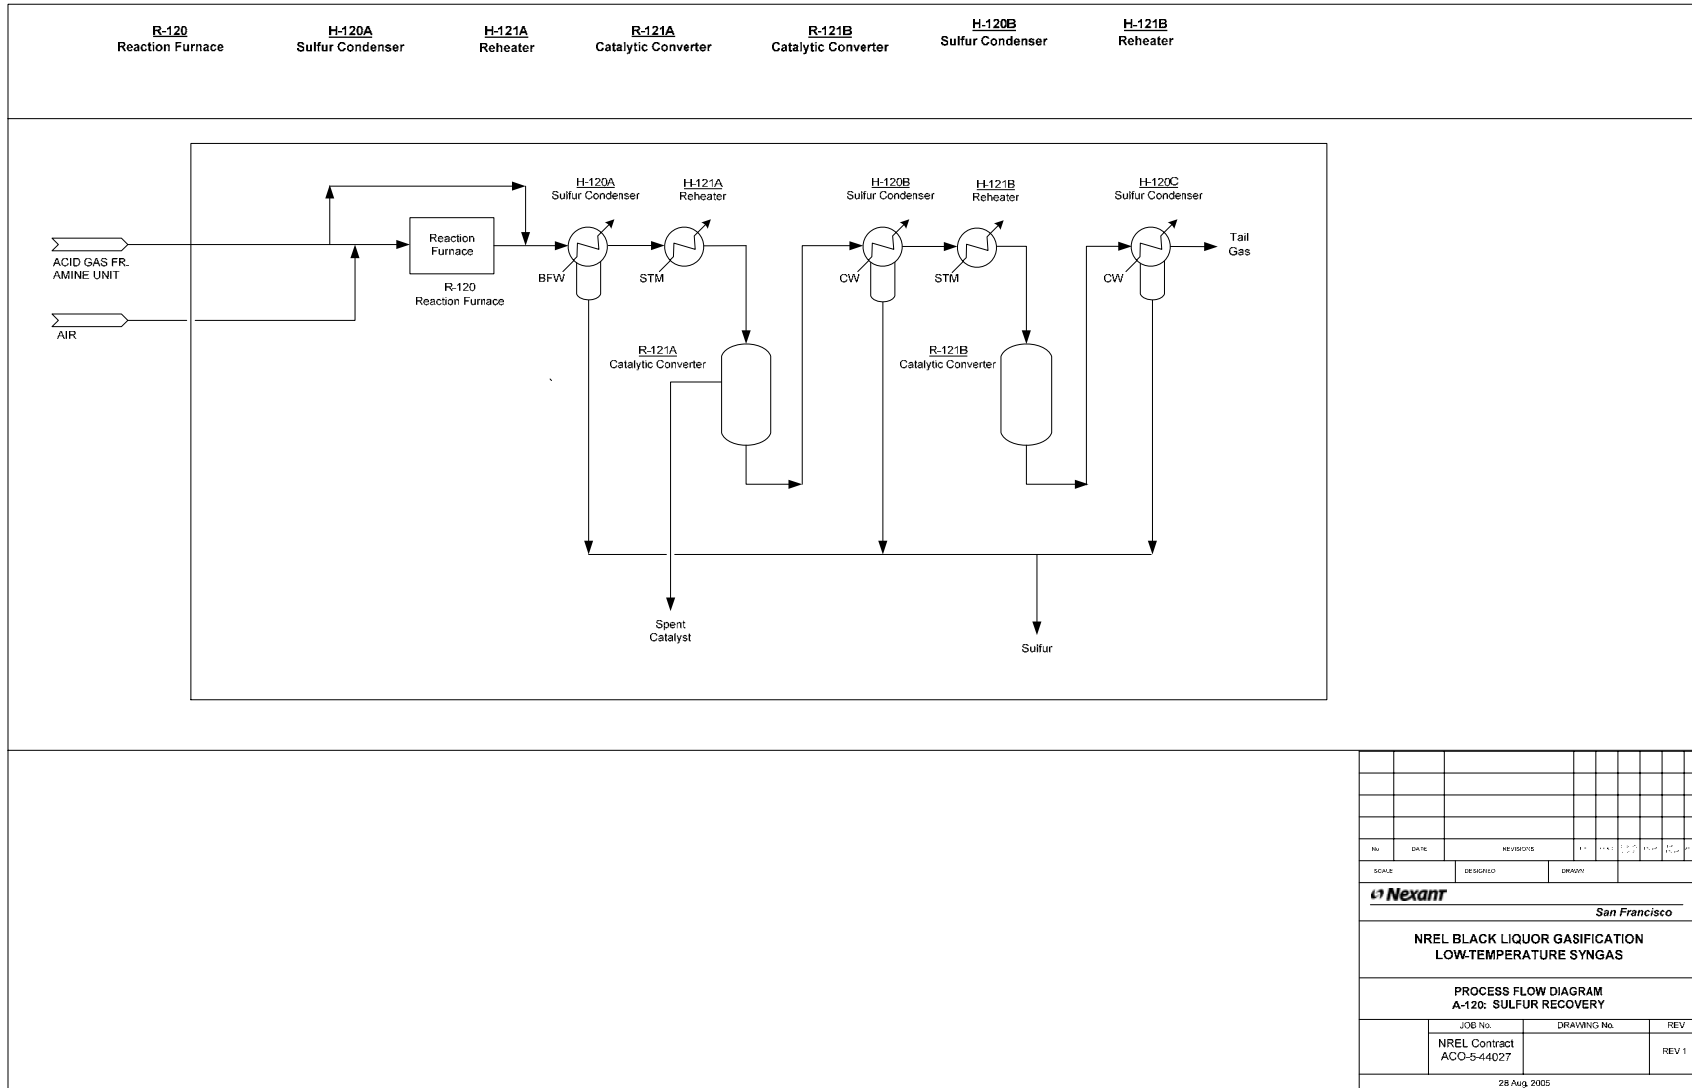 R-120
Reaction Furnace
H-120A
Sulfur Condenser
H-121A
Reheater
R-121A
Catalytic Converter
R-121B
Catalytic Converter
H-120B
Sulfur Condenser
H-121B
Reheater
H-120A
Sulfur Condenser
H-121A
Reheater
H-120B
Sulfur Condenser
H-121B
Reheater
H-120C
Sulfur Condenser
Reaction
Furnace
R-120
Reaction Furnace
ACID GAS FR.
AMINE UNIT
AIR
BFW
STM
CW
STM
CW
Tail
Gas
R-121A
Catalytic Converter
R-121B
Catalytic Converter
Spent
Catalyst
Sulfur
No
DATE
REVISIONS
SCALE
DESIGNED
DRAWN
Nexant
San Francisco
NREL BLACK LIQUOR GASIFICATION
LOW-TEMPERATURE SYNGAS
PROCESS FLOW DIAGRAM
A-120: SULFUR RECOVERY
JOB No.
DRAWING No.
REV
NREL Contract
ACO-5-44027
REV 1
28 Aug, 2005